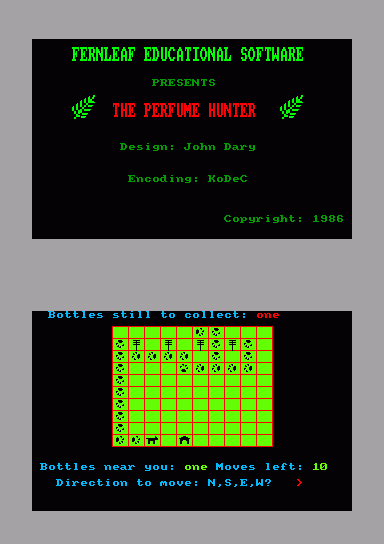 FERNLEAF EDUCATIONAL SOFTWARE
PRESENTS
THE PERFUME HUNTER
Design: John Dary
Encoding: KoDeC
Copyright: 1986
Bottles still to collect: one
Bottles near you: one Moves left: 10
Direction to move: N,S,E,W? >